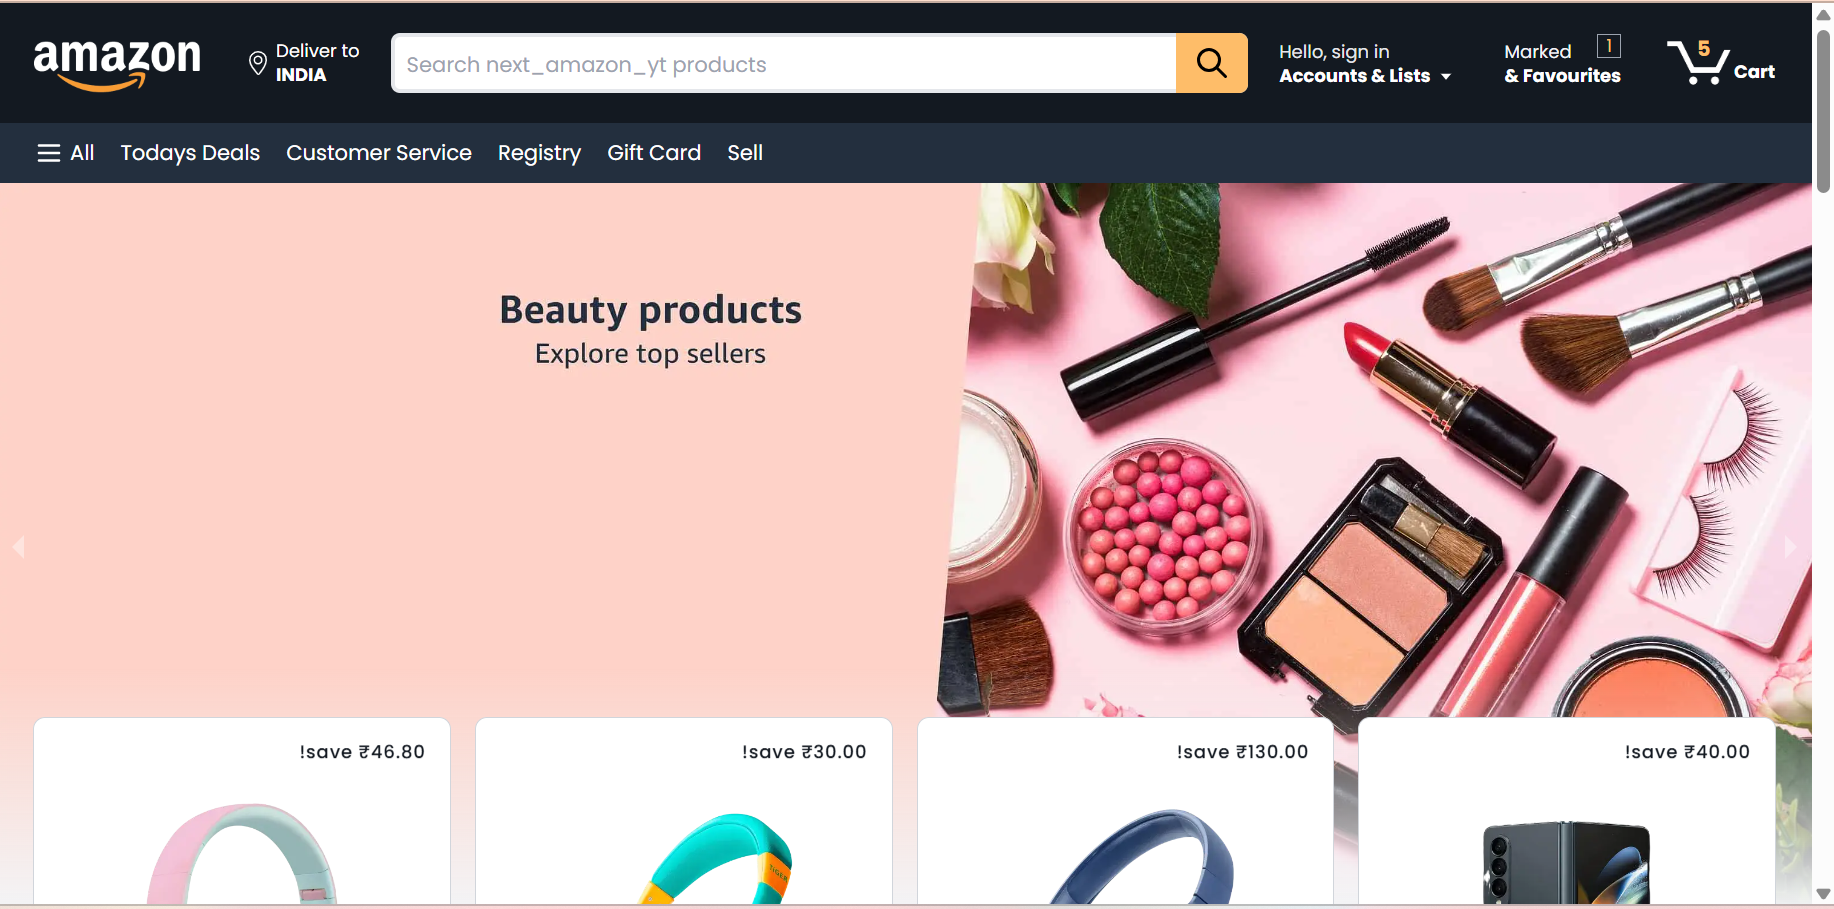 amazon
Deliver to
INDIA
Search next_amazon_yt products
Hello, sign in
Accounts & Lists
Marked
1
& Favourites
5
Cart
All
Todays Deals
Customer Service
Registry
Gift Card
Sell
Beauty products
Explore top sellers
!save ₹46.80
!save ₹30.00
!save ₹130.00
!save ₹40.00
TIGER